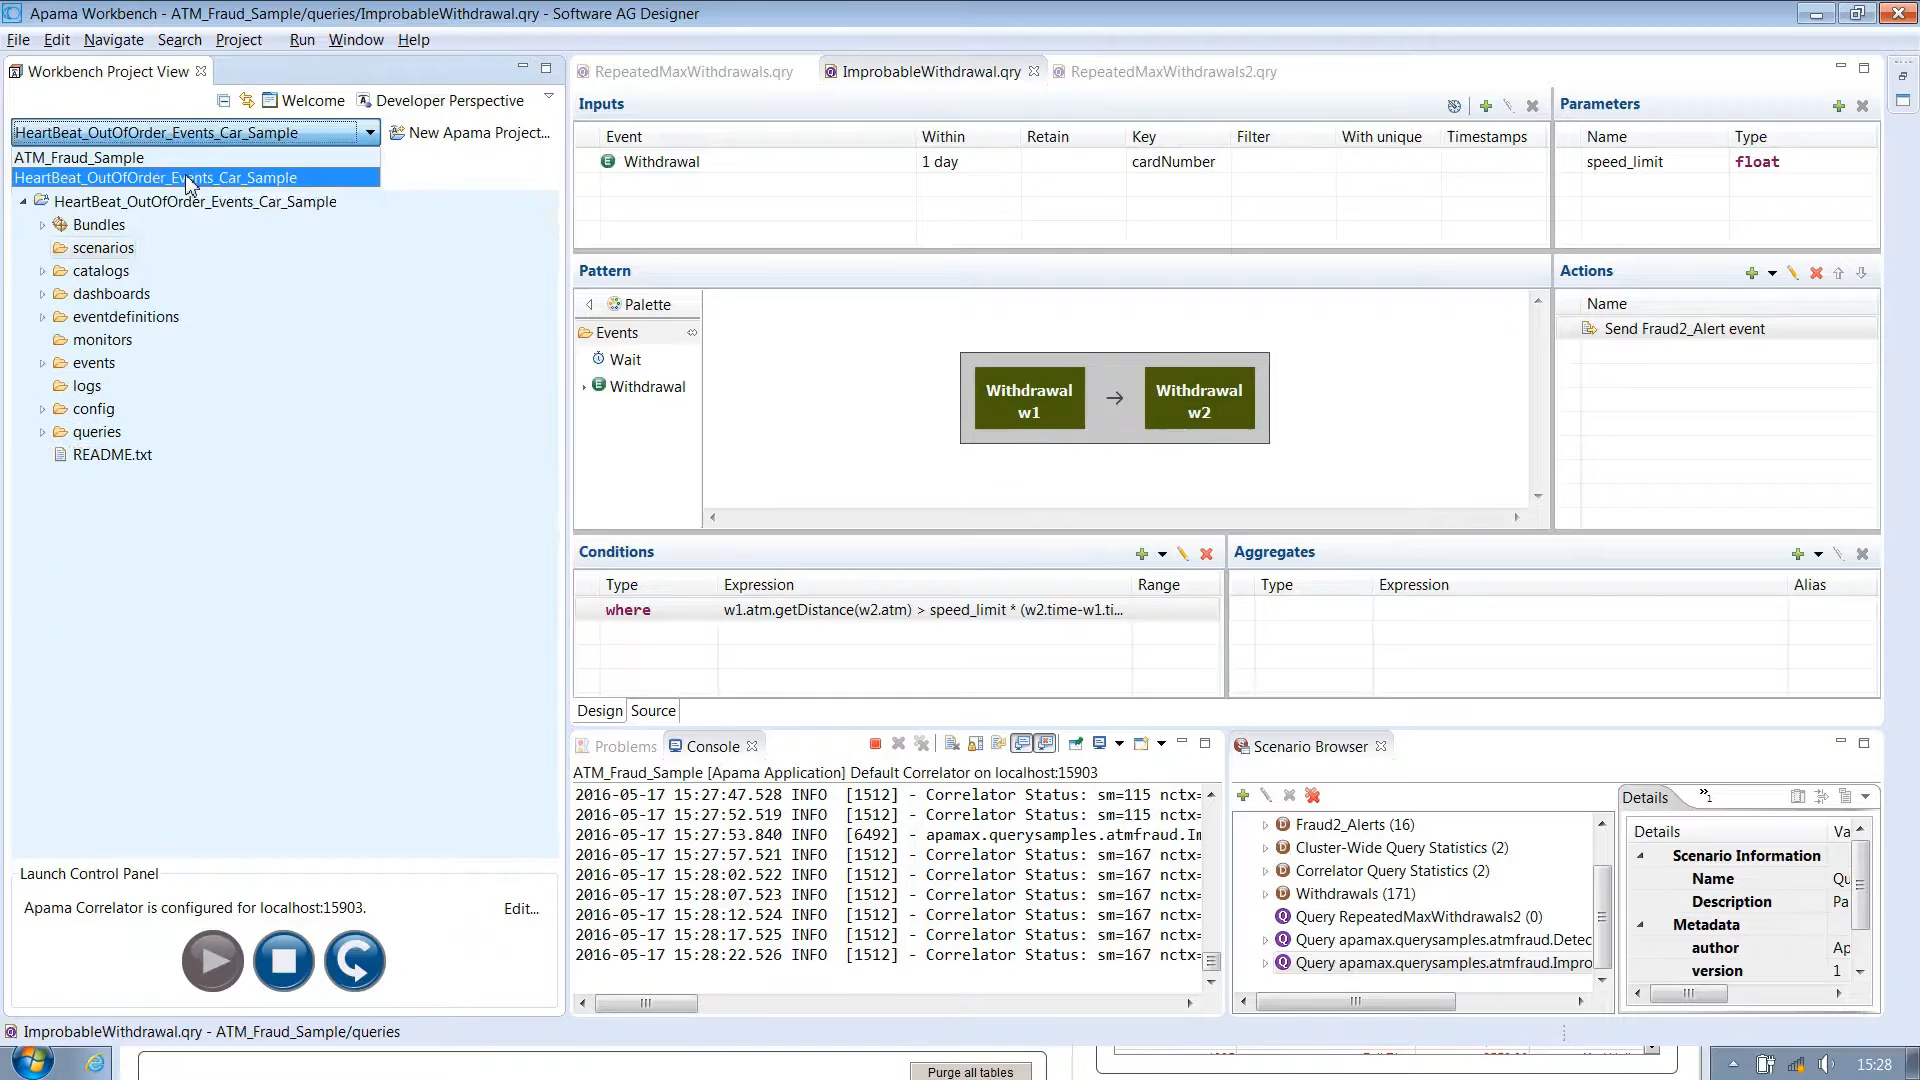 Apama Workbench - ATM_Fraud_Sample/queries/ImprobableWithdrawal.qry - Software AG Designer
File Edit Navigate Search Project Run Window Help
Workbench Project View
Welcome Developer Perspective
HeartBeat_OutOfOrder_Events_Car_Sample New Apama Project...
ATM_Fraud_Sample
HeartBeat_OutOfOrder_Events_Car_Sample
HeartBeat_OutOfOrder_Events_Car_Sample
Bundles
scenarios
catalogs
dashboards
eventdefinitions
monitors
events
logs
config
queries
README.txt
Launch Control Panel
Apama Correlator is configured for localhost:15903. Edit...
RepeatedMaxWithdrawals.qry ImprobableWithdrawal.qry RepeatedMaxWithdrawals2.qry
Inputs
Event Within Retain Key Filter With unique Timestamps
Withdrawal 1 day cardNumber
Parameters
Name Type
speed_limit float
Pattern
Palette
Events
Wait
Withdrawal
Withdrawal
w1
Withdrawal
w2
Actions
Name
Send Fraud2_Alert event
Conditions
Type Expression Range
where w1.atm.getDistance(w2.atm) > speed_limit * (w2.time-w1.ti...
Aggregates
Type Expression Alias
Design Source
Problems Console
ATM_Fraud_Sample [Apama Application] Default Correlator on localhost:15903
2016-05-17 15:27:47.528 INFO [1512] - Correlator Status: sm=115 nctx=
2016-05-17 15:27:52.519 INFO [1512] - Correlator Status: sm=115 nctx=
2016-05-17 15:27:53.840 INFO [6492] - apamax.querysamples.atmfraud.Im
2016-05-17 15:27:57.521 INFO [1512] - Correlator Status: sm=167 nctx=
2016-05-17 15:28:02.522 INFO [1512] - Correlator Status: sm=167 nctx=
2016-05-17 15:28:07.523 INFO [1512] - Correlator Status: sm=167 nctx=
2016-05-17 15:28:12.524 INFO [1512] - Correlator Status: sm=167 nctx=
2016-05-17 15:28:17.525 INFO [1512] - Correlator Status: sm=167 nctx=
2016-05-17 15:28:22.526 INFO [1512] - Correlator Status: sm=167 nctx=
Scenario Browser
Fraud2_Alerts (16)
Cluster-Wide Query Statistics (2)
Correlator Query Statistics (2)
Withdrawals (171)
Query RepeatedMaxWithdrawals2 (0)
Query apamax.querysamples.atmfraud.Detec
Query apamax.querysamples.atmfraud.Impro
Details
Details Va
Scenario Information
Name Qu
Description Pa
Metadata
author Ap
version 1
ImprobableWithdrawal.qry - ATM_Fraud_Sample/queries
Purge all tables
15:28